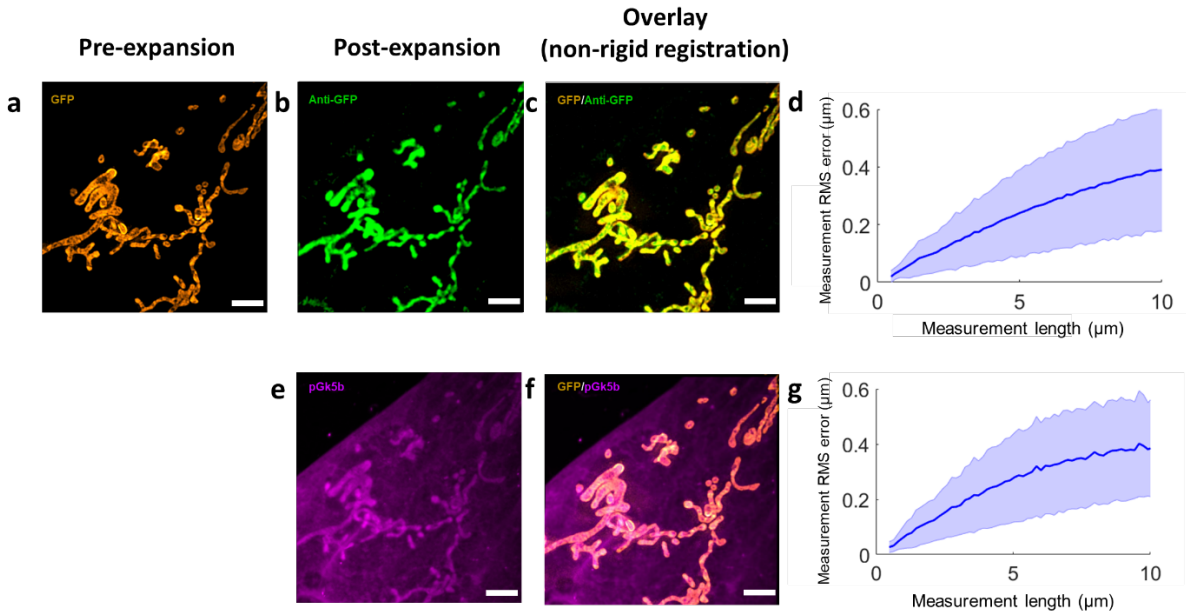 Pre-expansion
Post-expansion
Overlay
(non-rigid registration)
a
GFP
b
Anti-GFP
c
GFP/Anti-GFP
d
Measurement RMS error (µm)
0.6
0.4
0.2
0
5
10
Measurement length (µm)
e
pGk5b
f
GFP/pGk5b
g
Measurement RMS error (µm)
0.6
0.4
0.2
0
0
5
10
Measurement length (µm)